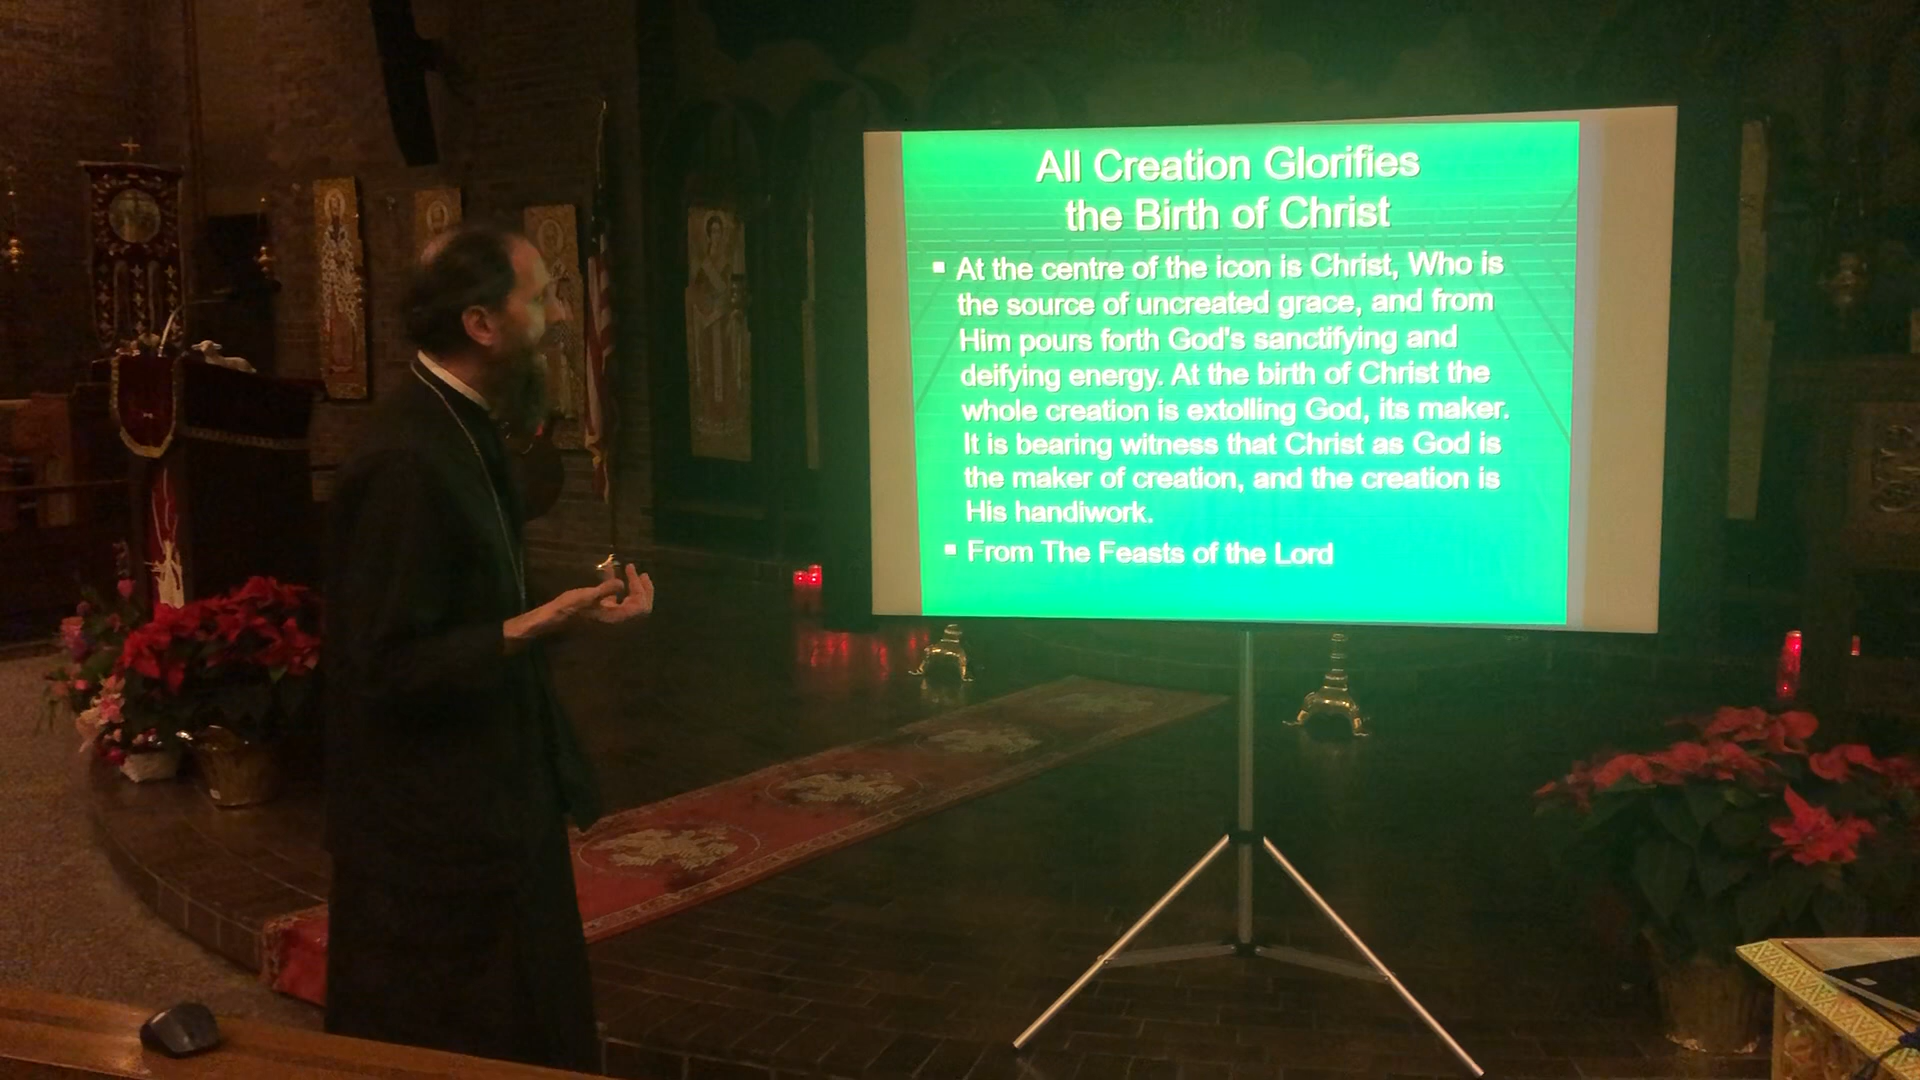 All Creation Glorifies
the Birth of Christ
▪ At the centre of the icon is Christ, Who is
the source of uncreated grace, and from
Him pours forth God's sanctifying and
deifying energy. At the birth of Christ the
whole creation is extolling God, its maker.
It is bearing witness that Christ as God is
the maker of creation, and the creation is
His handiwork.
▪ From The Feasts of the Lord